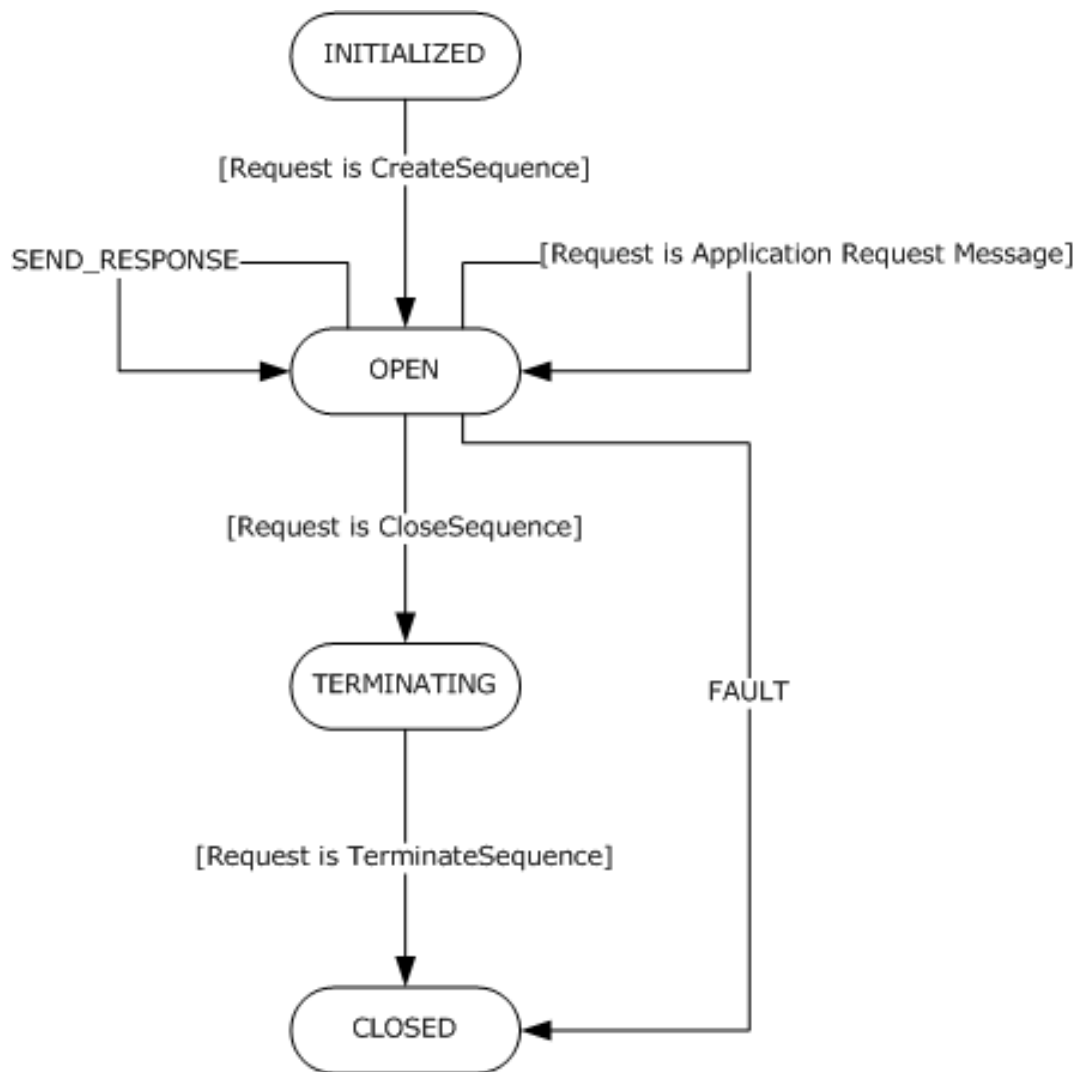 INITIALIZED
[Request is CreateSequence]
SEND_RESPONSE
[Request is Application Request Message]
OPEN
[Request is CloseSequence]
TERMINATING
FAULT
[Request is TerminateSequence]
CLOSED